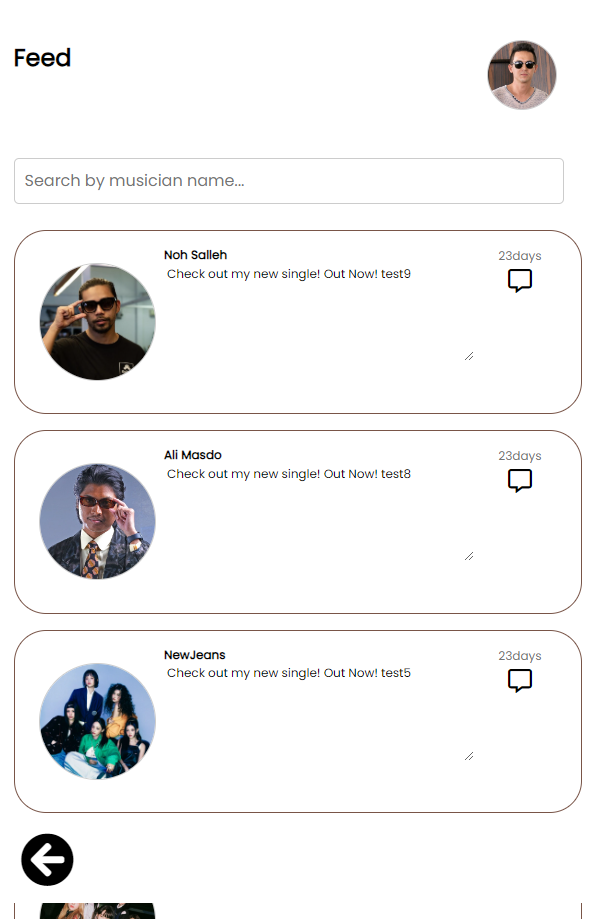 Feed
Search by musician name...
Noh Salleh
23days
Check out my new single! Out Now! test9
Ali Masdo
23days
Check out my new single! Out Now! test8
NewJeans
23days
Check out my new single! Out Now! test5